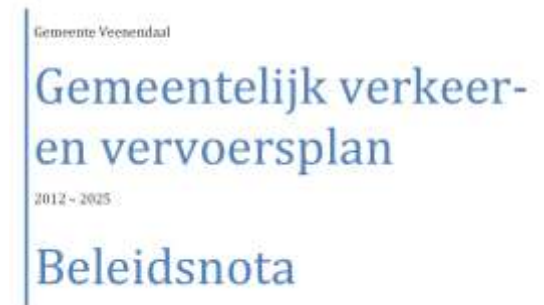 Gemeente Veenendaal
Gemeentelijk verkeer-
en vervoersplan
2012 – 2025
Beleidsnota